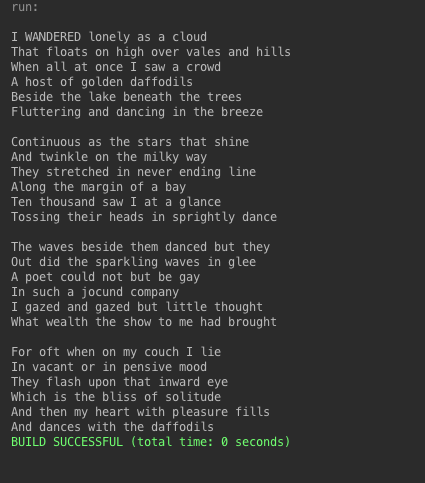 run:
I WANDERED lonely as a cloud
That floats on high over vales and hills
When all at once I saw a crowd
A host of golden daffodils
Beside the lake beneath the trees
Fluttering and dancing in the breeze
Continuous as the stars that shine
And twinkle on the milky way
They stretched in never ending line
Along the margin of a bay
Ten thousand saw I at a glance
Tossing their heads in sprightly dance
The waves beside them danced but they
Out did the sparkling waves in glee
A poet could not but be gay
In such a jocund company
I gazed and gazed but little thought
What wealth the show to me had brought
For oft when on my couch I lie
In vacant or in pensive mood
They flash upon that inward eye
Which is the bliss of solitude
And then my heart with pleasure fills
And dances with the daffodils
BUILD SUCCESSFUL (total time: 0 seconds)